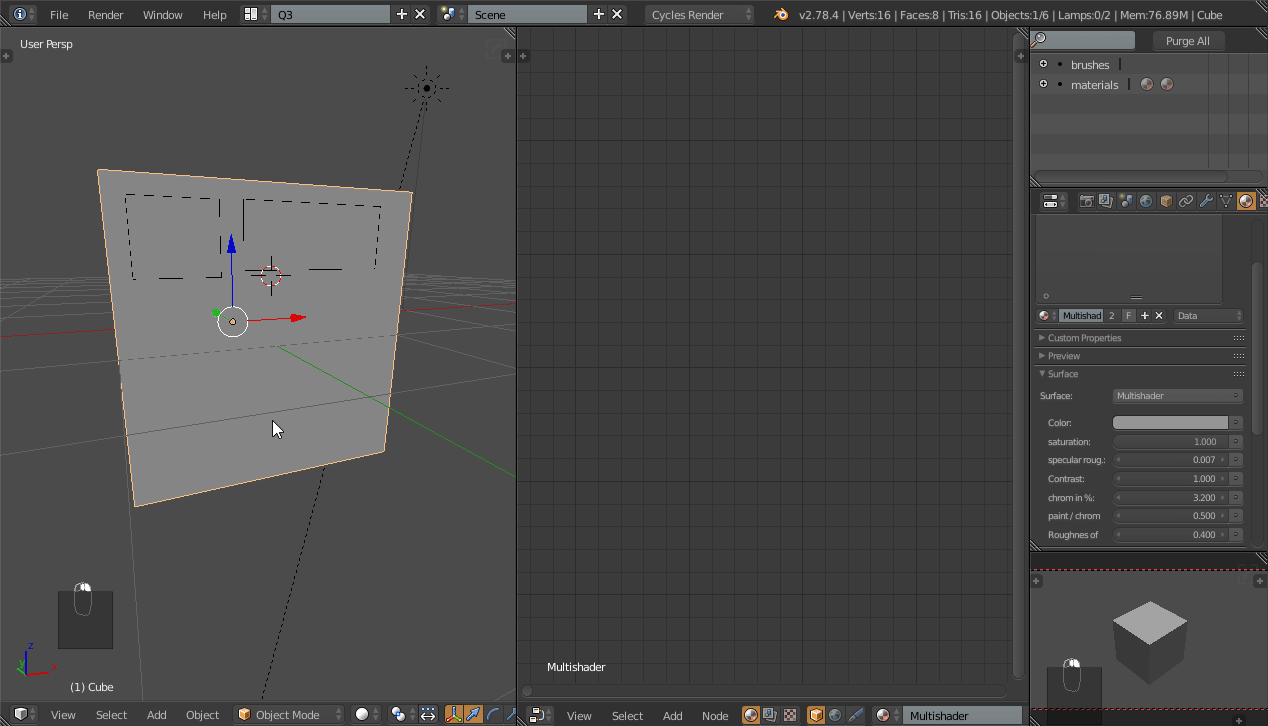 File Render Window Help Q3 Scene Cycles Render v2.78.4 | Verts:16 | Faces:8 | Tris:16 | Objects:1/6 | Lamps:0/2 | Mem:76.89M | Cube
User Persp
Purge All
brushes
materials
Multishad 2 F Data
Custom Properties
Preview
Surface
Surface: Multishader
Color:
saturation: 1.000
specular roug.: 0.007
Contrast: 1.000
chrom in %: 3.200
paint / chrom 0.500
Roughnes of 0.400
z
y x
(1) Cube
Multishader
View Select Add Object Object Mode
View Select Add Node Multishader